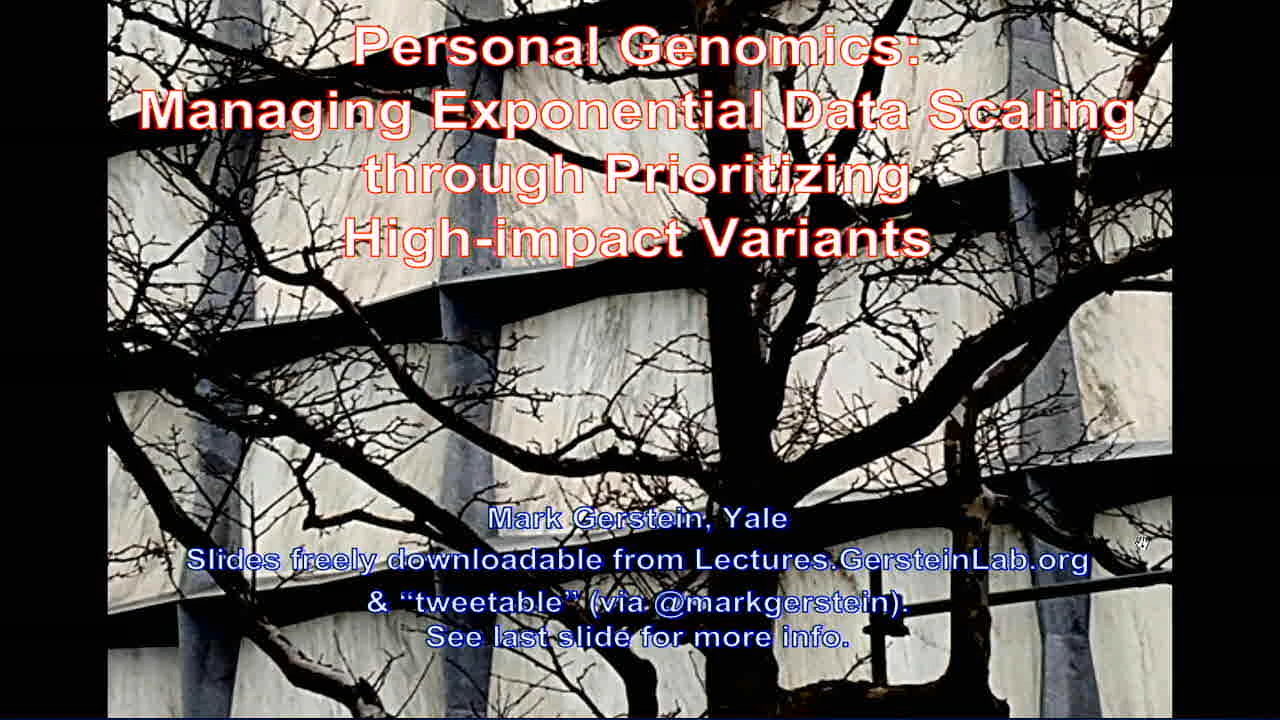 Personal Genomics:
Managing Exponential Data Scaling
through Prioritizing
High-impact Variants
Mark Gerstein, Yale
Slides freely downloadable from Lectures.GersteinLab.org
& “tweetable” (via @markgerstein).
See last slide for more info.